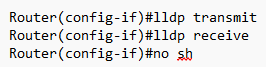 Router(config-if)#lldp transmit
Router(config-if)#lldp receive
Router(config-if)#no sh